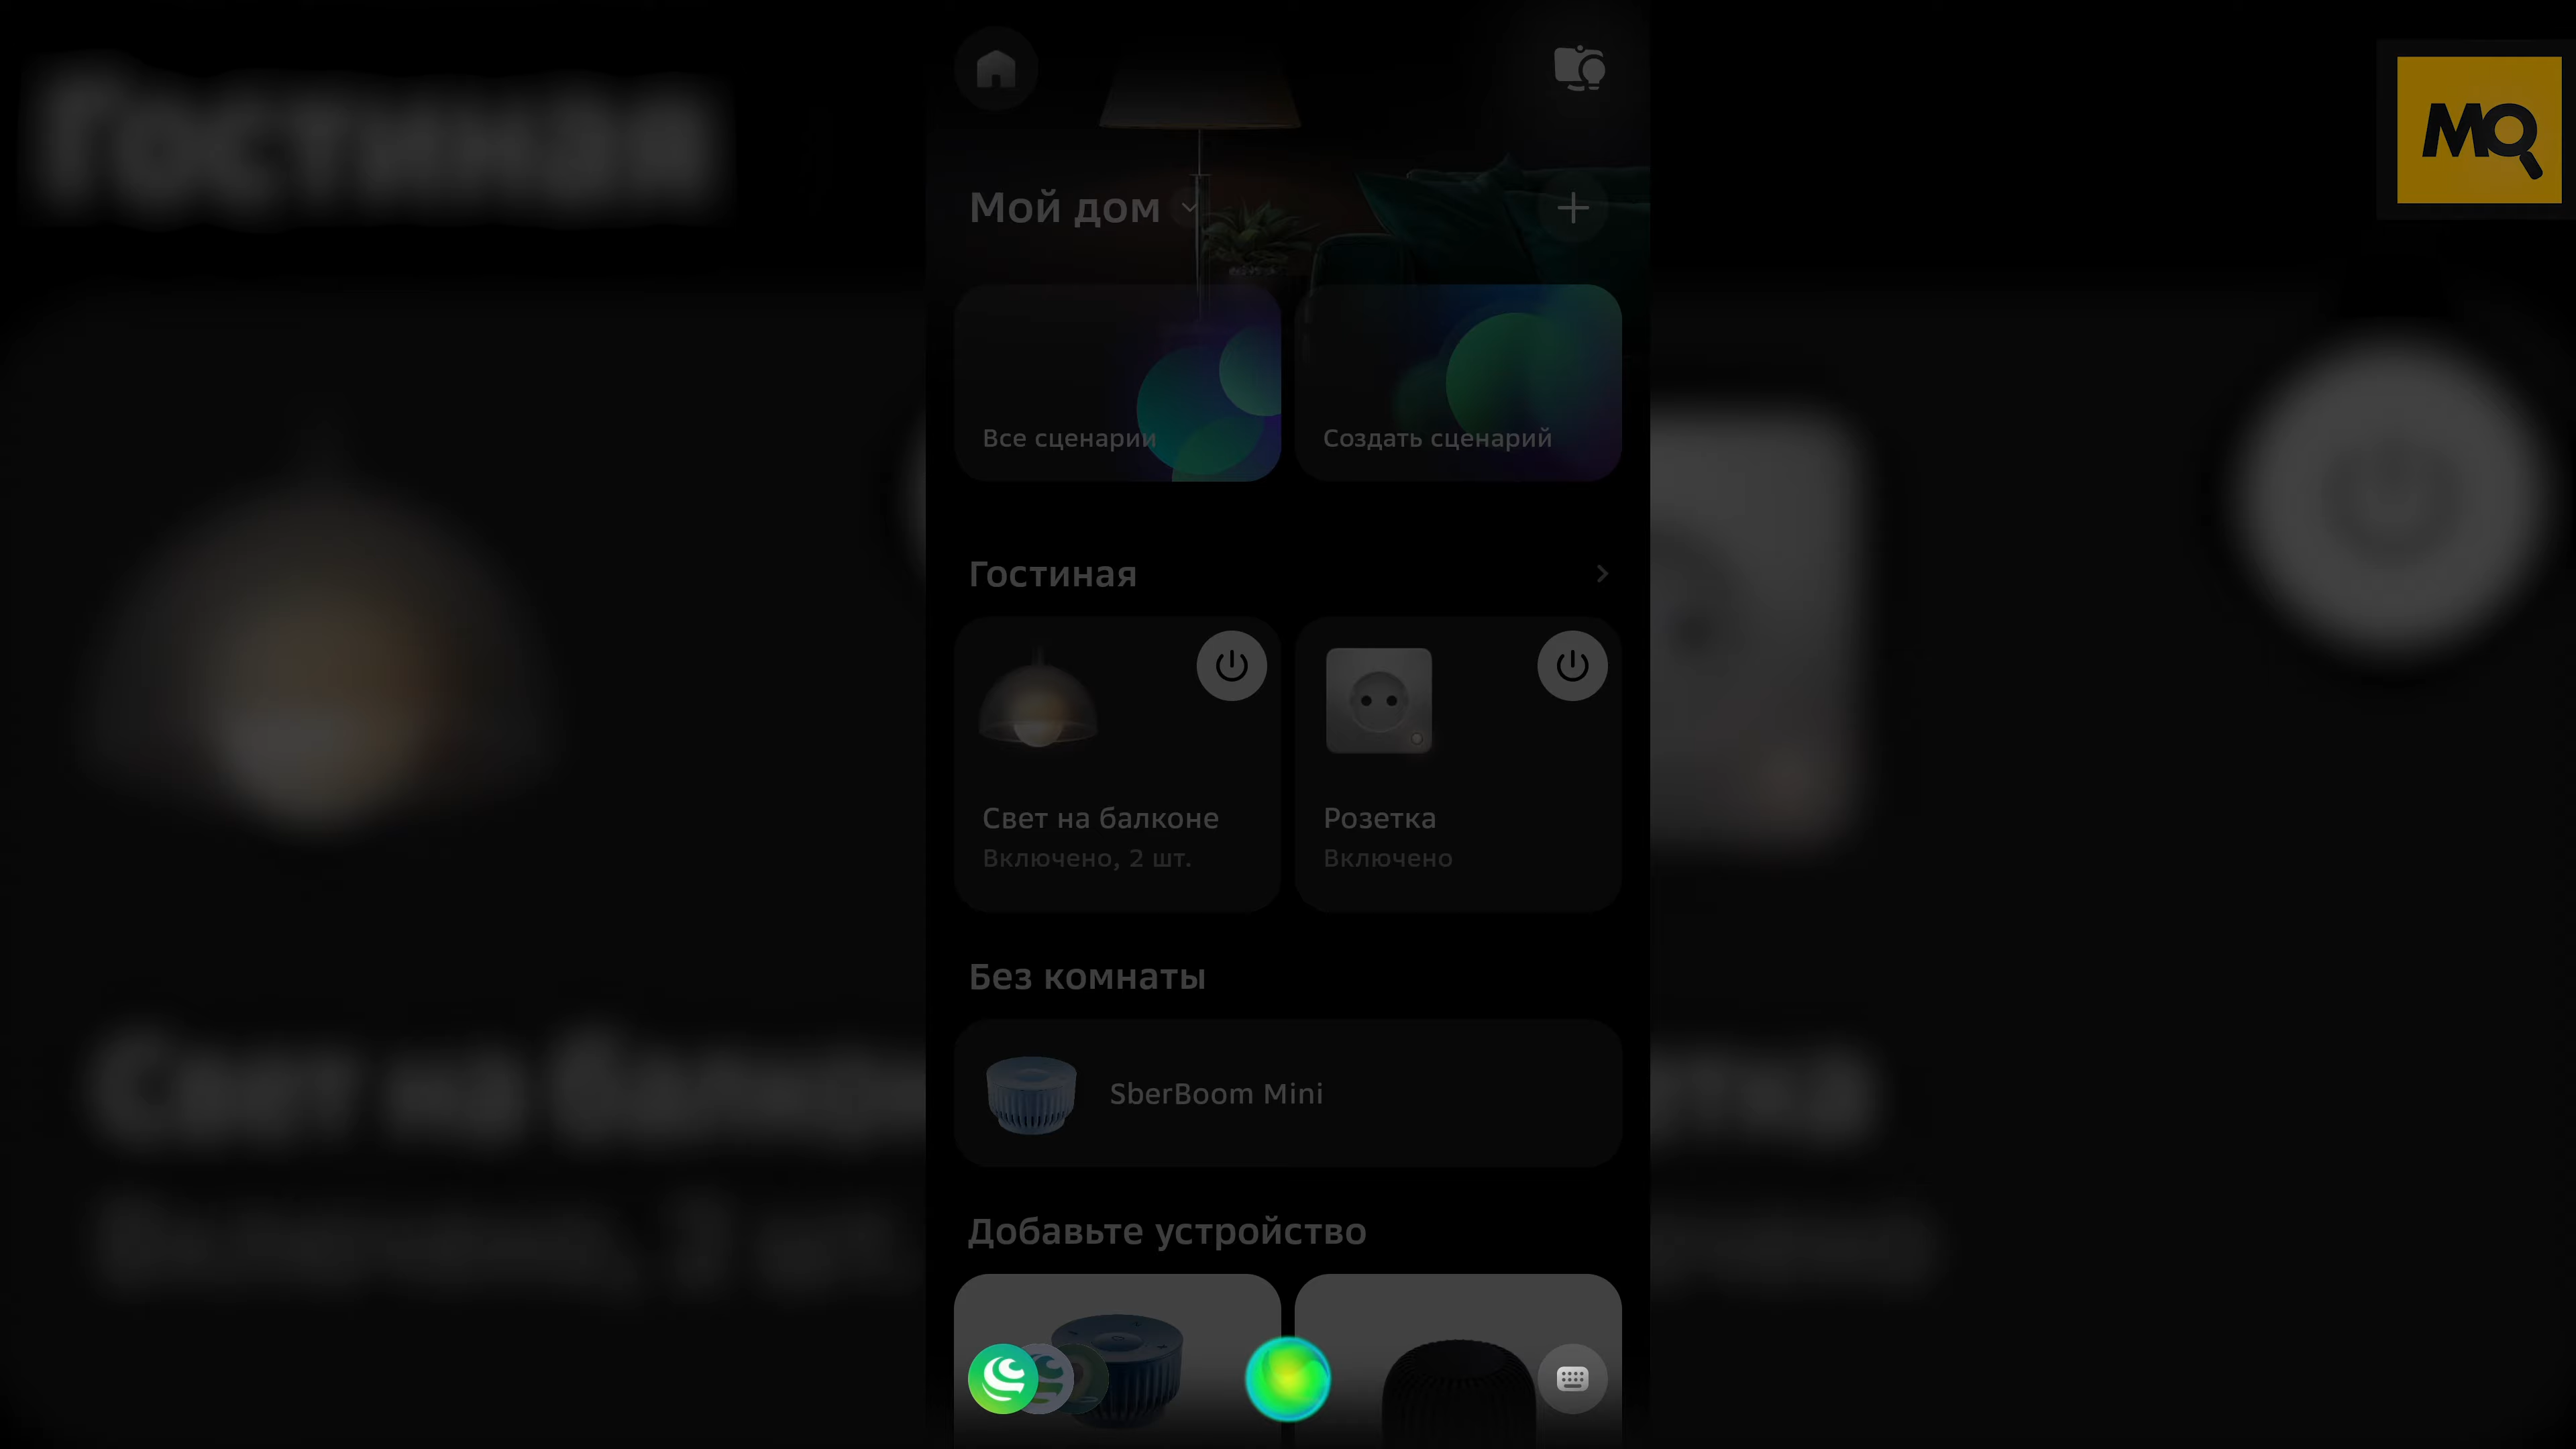 MQ
Мой дом
Все сценарии
Создать сценарий
Гостиная
Свет на балконе
Включено, 2 шт.
Розетка
Включено
Без комнаты
SberBoom Mini
Добавьте устройство